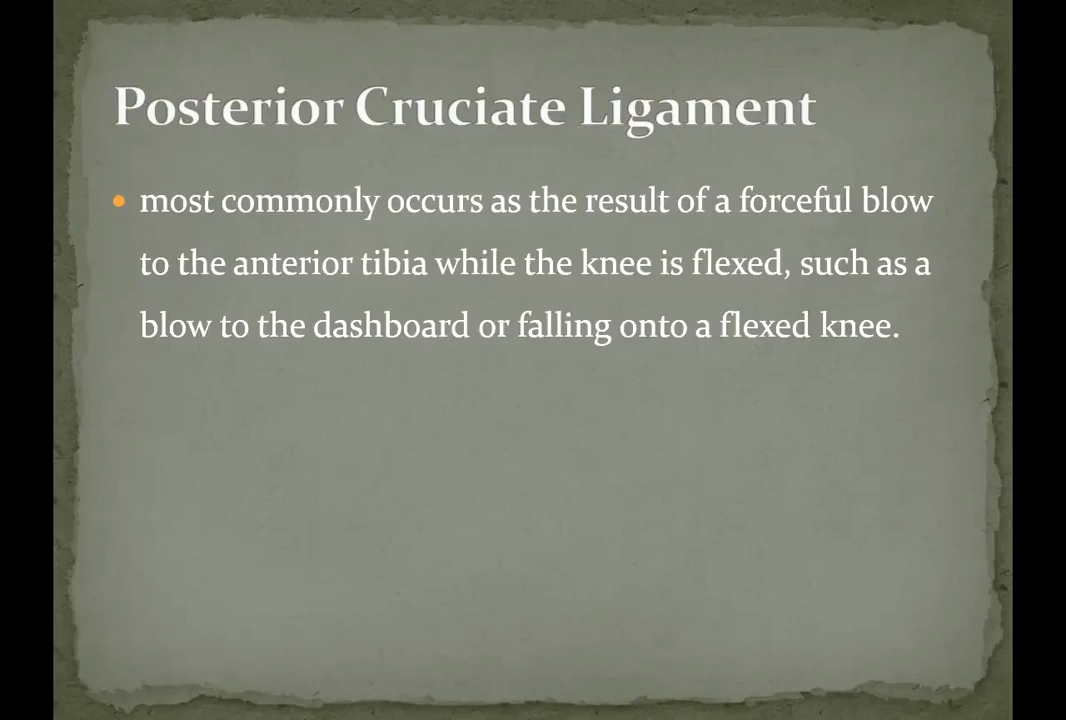 Posterior Cruciate Ligament
• most commonly occurs as the result of a forceful blow
to the anterior tibia while the knee is flexed, such as a
blow to the dashboard or falling onto a flexed knee.